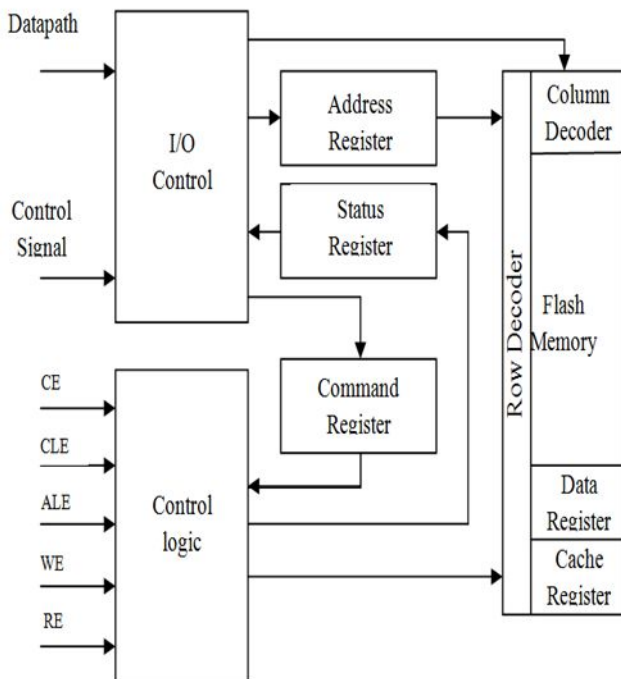 Datapath
I/O
Control
Control
Signal
Address
Register
Status
Register
Command
Register
Column
Decoder
Row Decoder
Flash
Memory
Data
Register
Cache
Register
CE
CLE
ALE
WE
RE
Control
logic